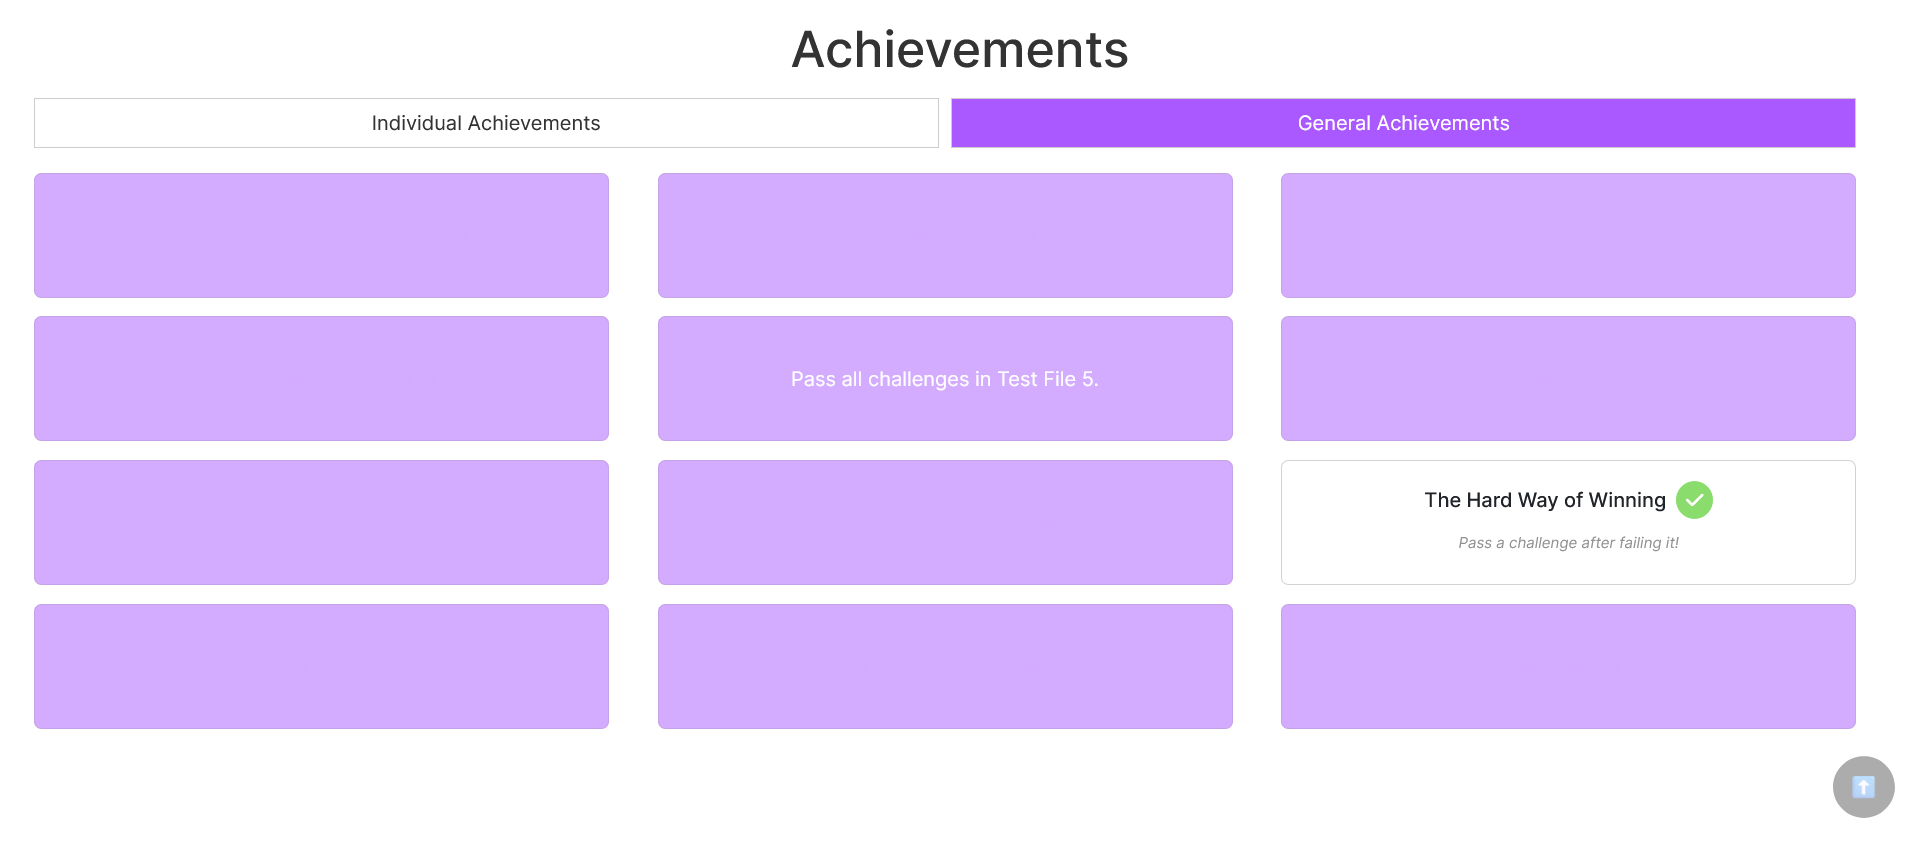 Achievements
Individual Achievements
General Achievements
Pass all challenges in Test File 5.
The Hard Way of Winning
Pass a challenge after failing it!